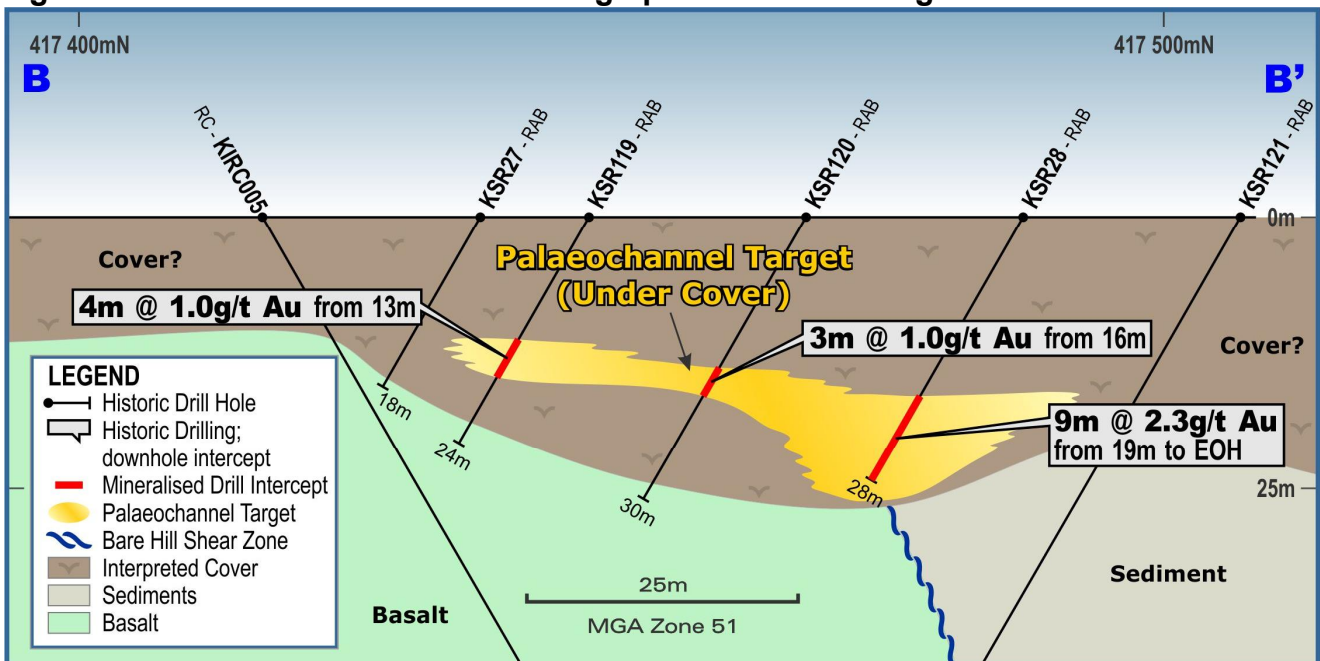 417 400mN
417 500mN
B
B’
RC - KIRC005
KSR27 - RAB
KSR119 - RAB
KSR120 - RAB
KSR28 - RAB
KSR121 - RAB
0m
Cover?
Palaeochannel Target
(Under Cover)
4m @ 1.0g/t Au from 13m
3m @ 1.0g/t Au from 16m
Cover?
9m @ 2.3g/t Au
from 19m to EOH
18m
24m
30m
28m
25m
LEGEND
Historic Drill Hole
Historic Drilling;
downhole intercept
Mineralised Drill Intercept
Palaeochannel Target
Bare Hill Shear Zone
Interpreted Cover
Sediments
Basalt
Basalt
25m
MGA Zone 51
Sediment